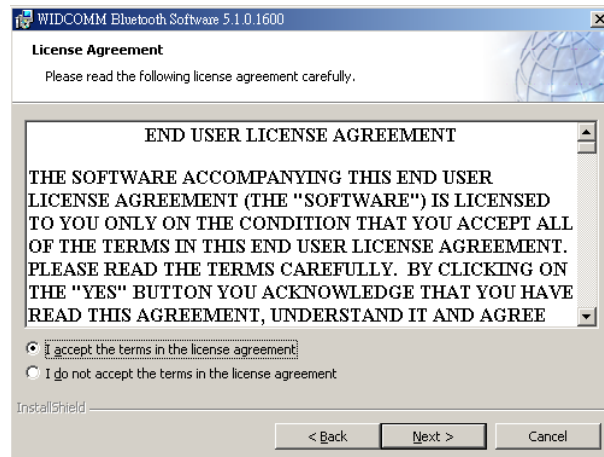 WIDCOMM Bluetooth Software 5.1.0.1600
License Agreement
Please read the following license agreement carefully.
END USER LICENSE AGREEMENT
THE SOFTWARE ACCOMPANYING THIS END USER
LICENSE AGREEMENT (THE "SOFTWARE") IS LICENSED
TO YOU ONLY ON THE CONDITION THAT YOU ACCEPT ALL
OF THE TERMS IN THIS END USER LICENSE AGREEMENT.
PLEASE READ THE TERMS CAREFULLY.  BY CLICKING ON
THE "YES" BUTTON YOU ACKNOWLEDGE THAT YOU HAVE
READ THIS AGREEMENT, UNDERSTAND IT AND AGREE
I accept the terms in the license agreement
I do not accept the terms in the license agreement
InstallShield
< Back Next > Cancel